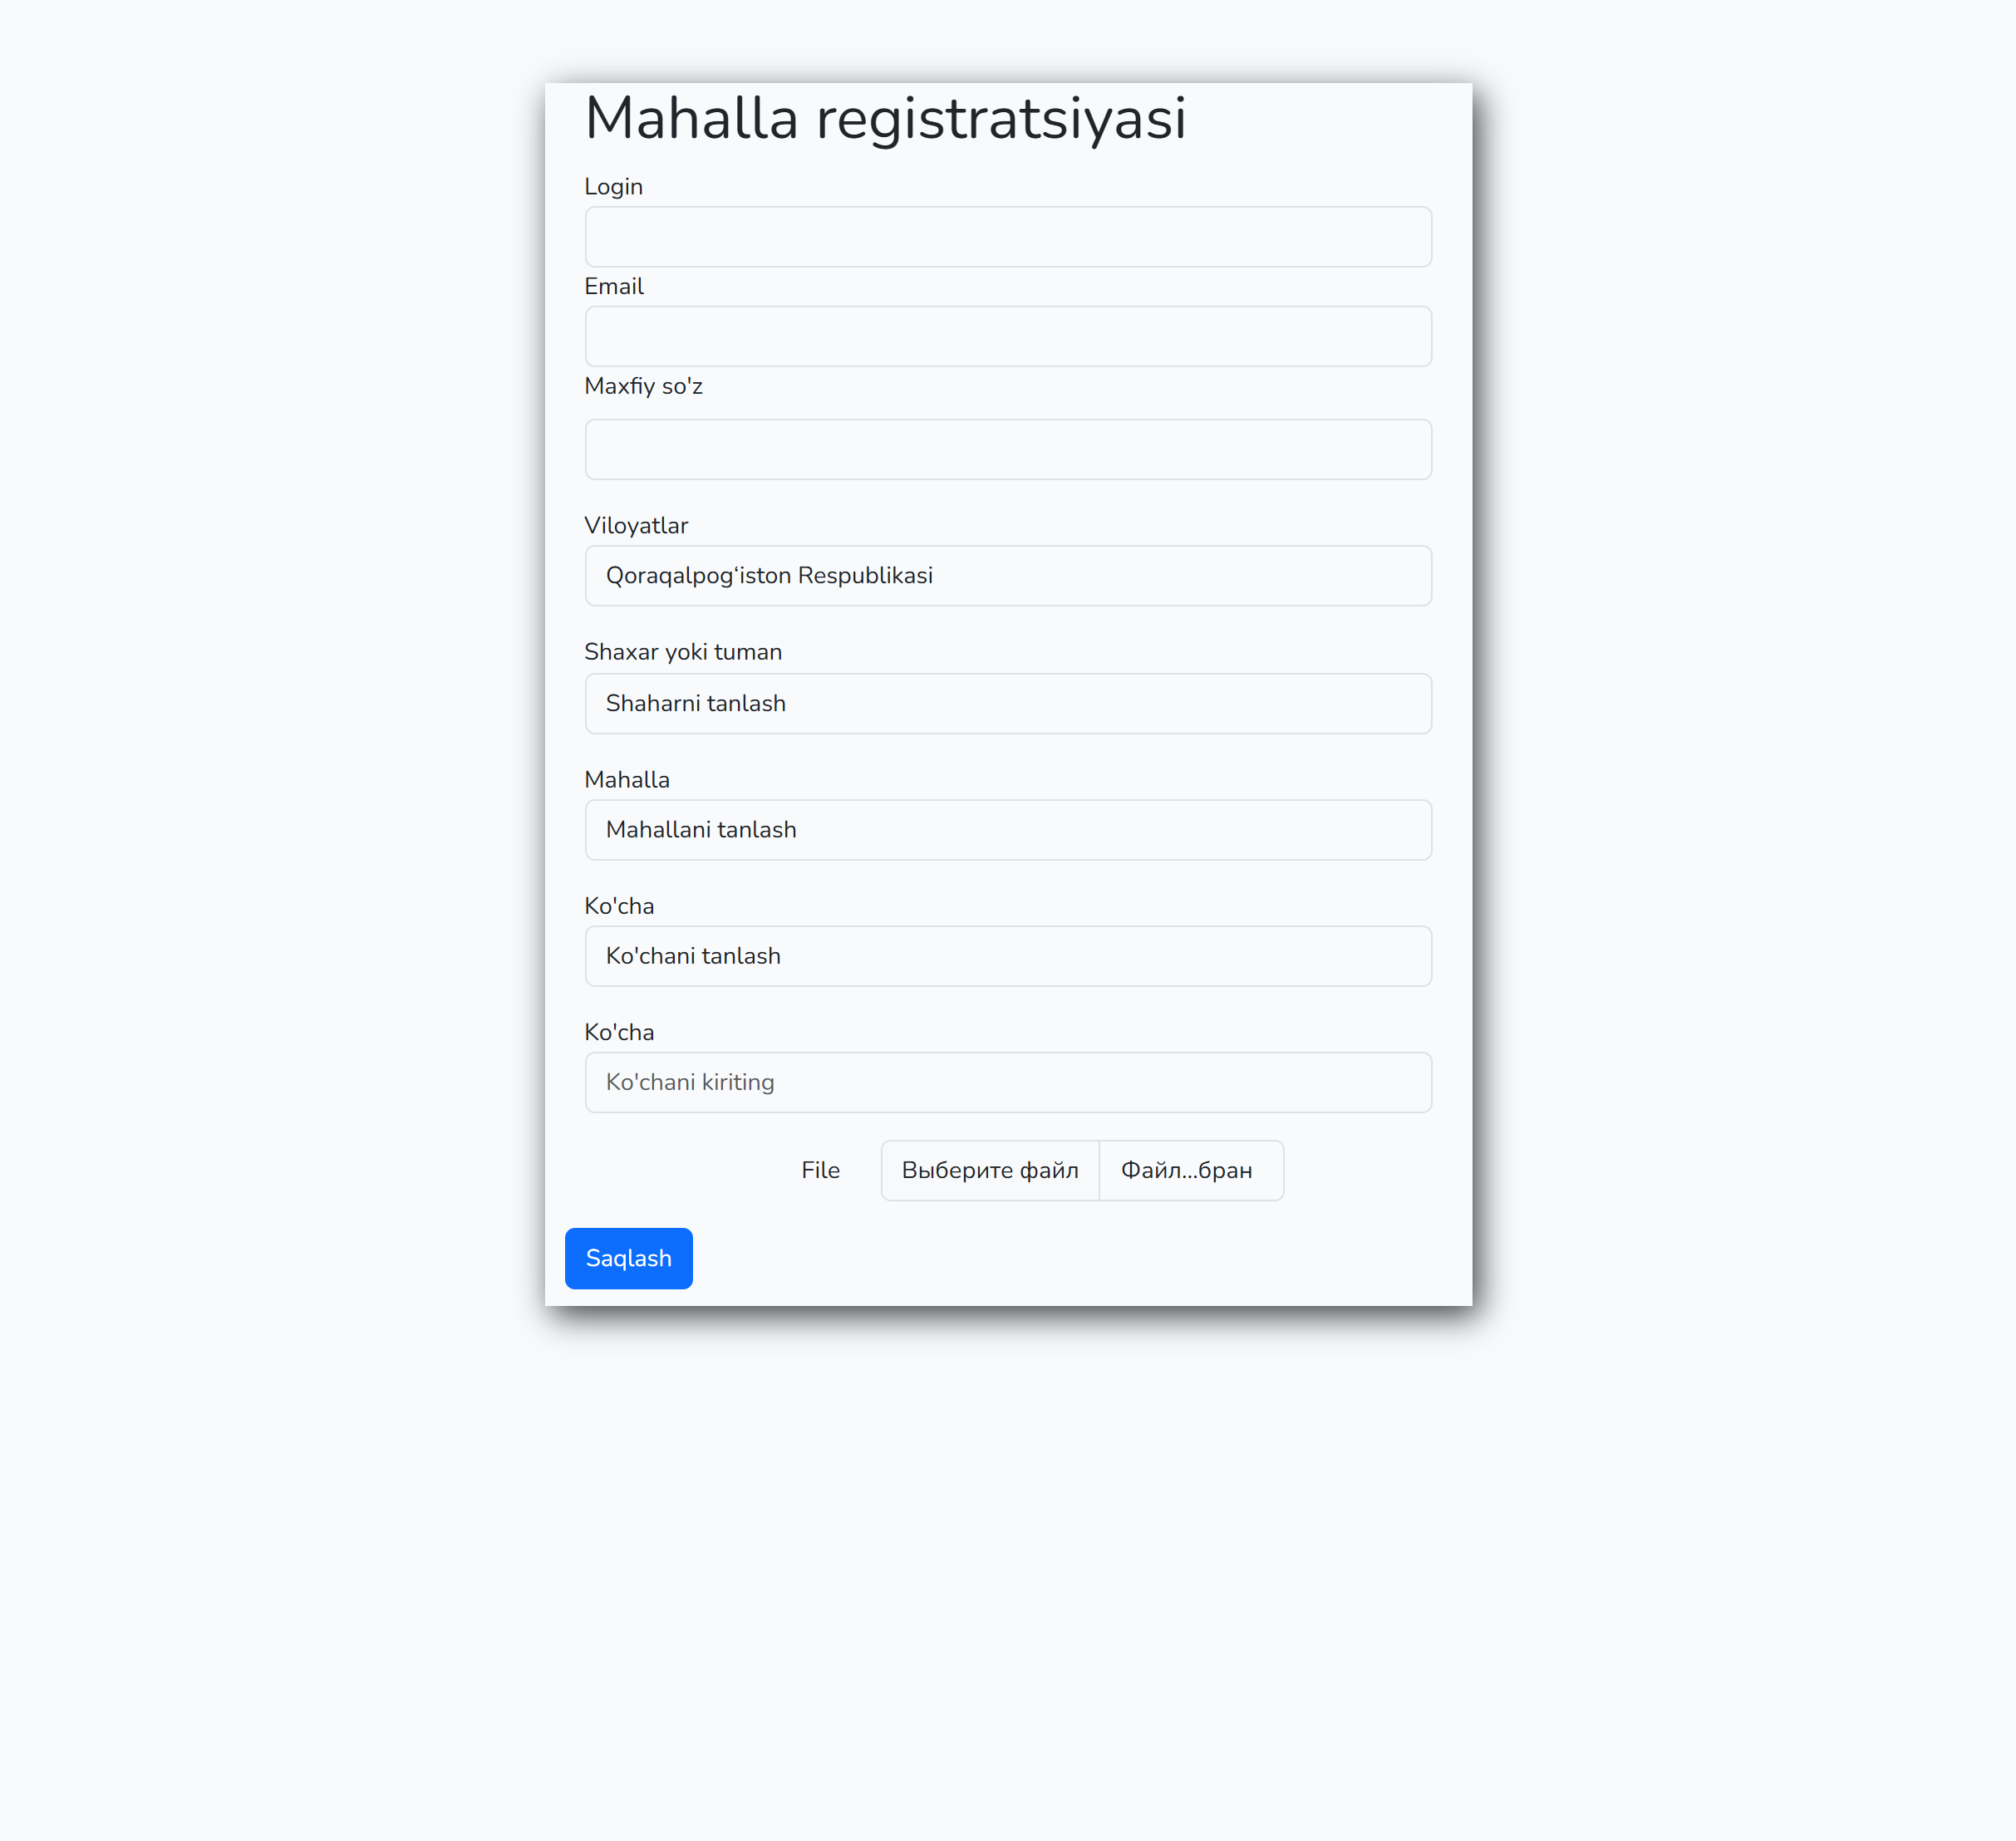 Mahalla registratsiyasi
Login
Email
Maxfiy so'z
Viloyatlar
Qoraqalpog‘iston Respublikasi
Shaxar yoki tuman
Shaharni tanlash
Mahalla
Mahallani tanlash
Ko'cha
Ko'chani tanlash
Ko'cha
Ko'chani kiriting
File Выберите файл Файл...бран
Saqlash